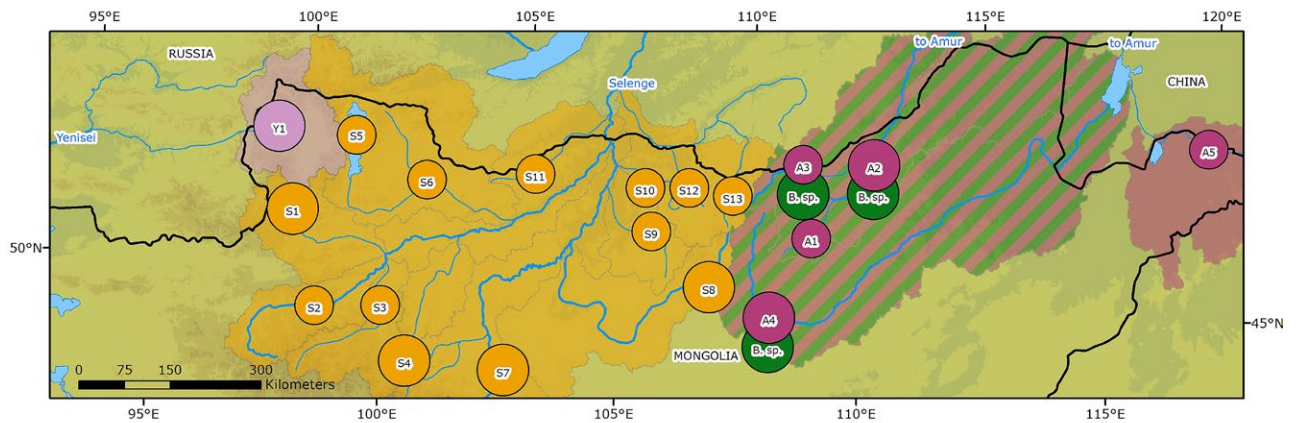 95°E 100°E 105°E 110°E 115°E 120°E
RUSSIA
to Amur
to Amur
Selenge
CHINA
Yenisei
Y1
S5
A5
A3
A2
S11
S6
S10
S12
S13
B. sp.
B. sp.
S1
S9
A1
50°N
S8
S2
S3
A4
45°N
MONGOLIA
B. sp.
S4
S7
0 75 150 300
Kilometers
95°E 100°E 105°E 110°E 115°E